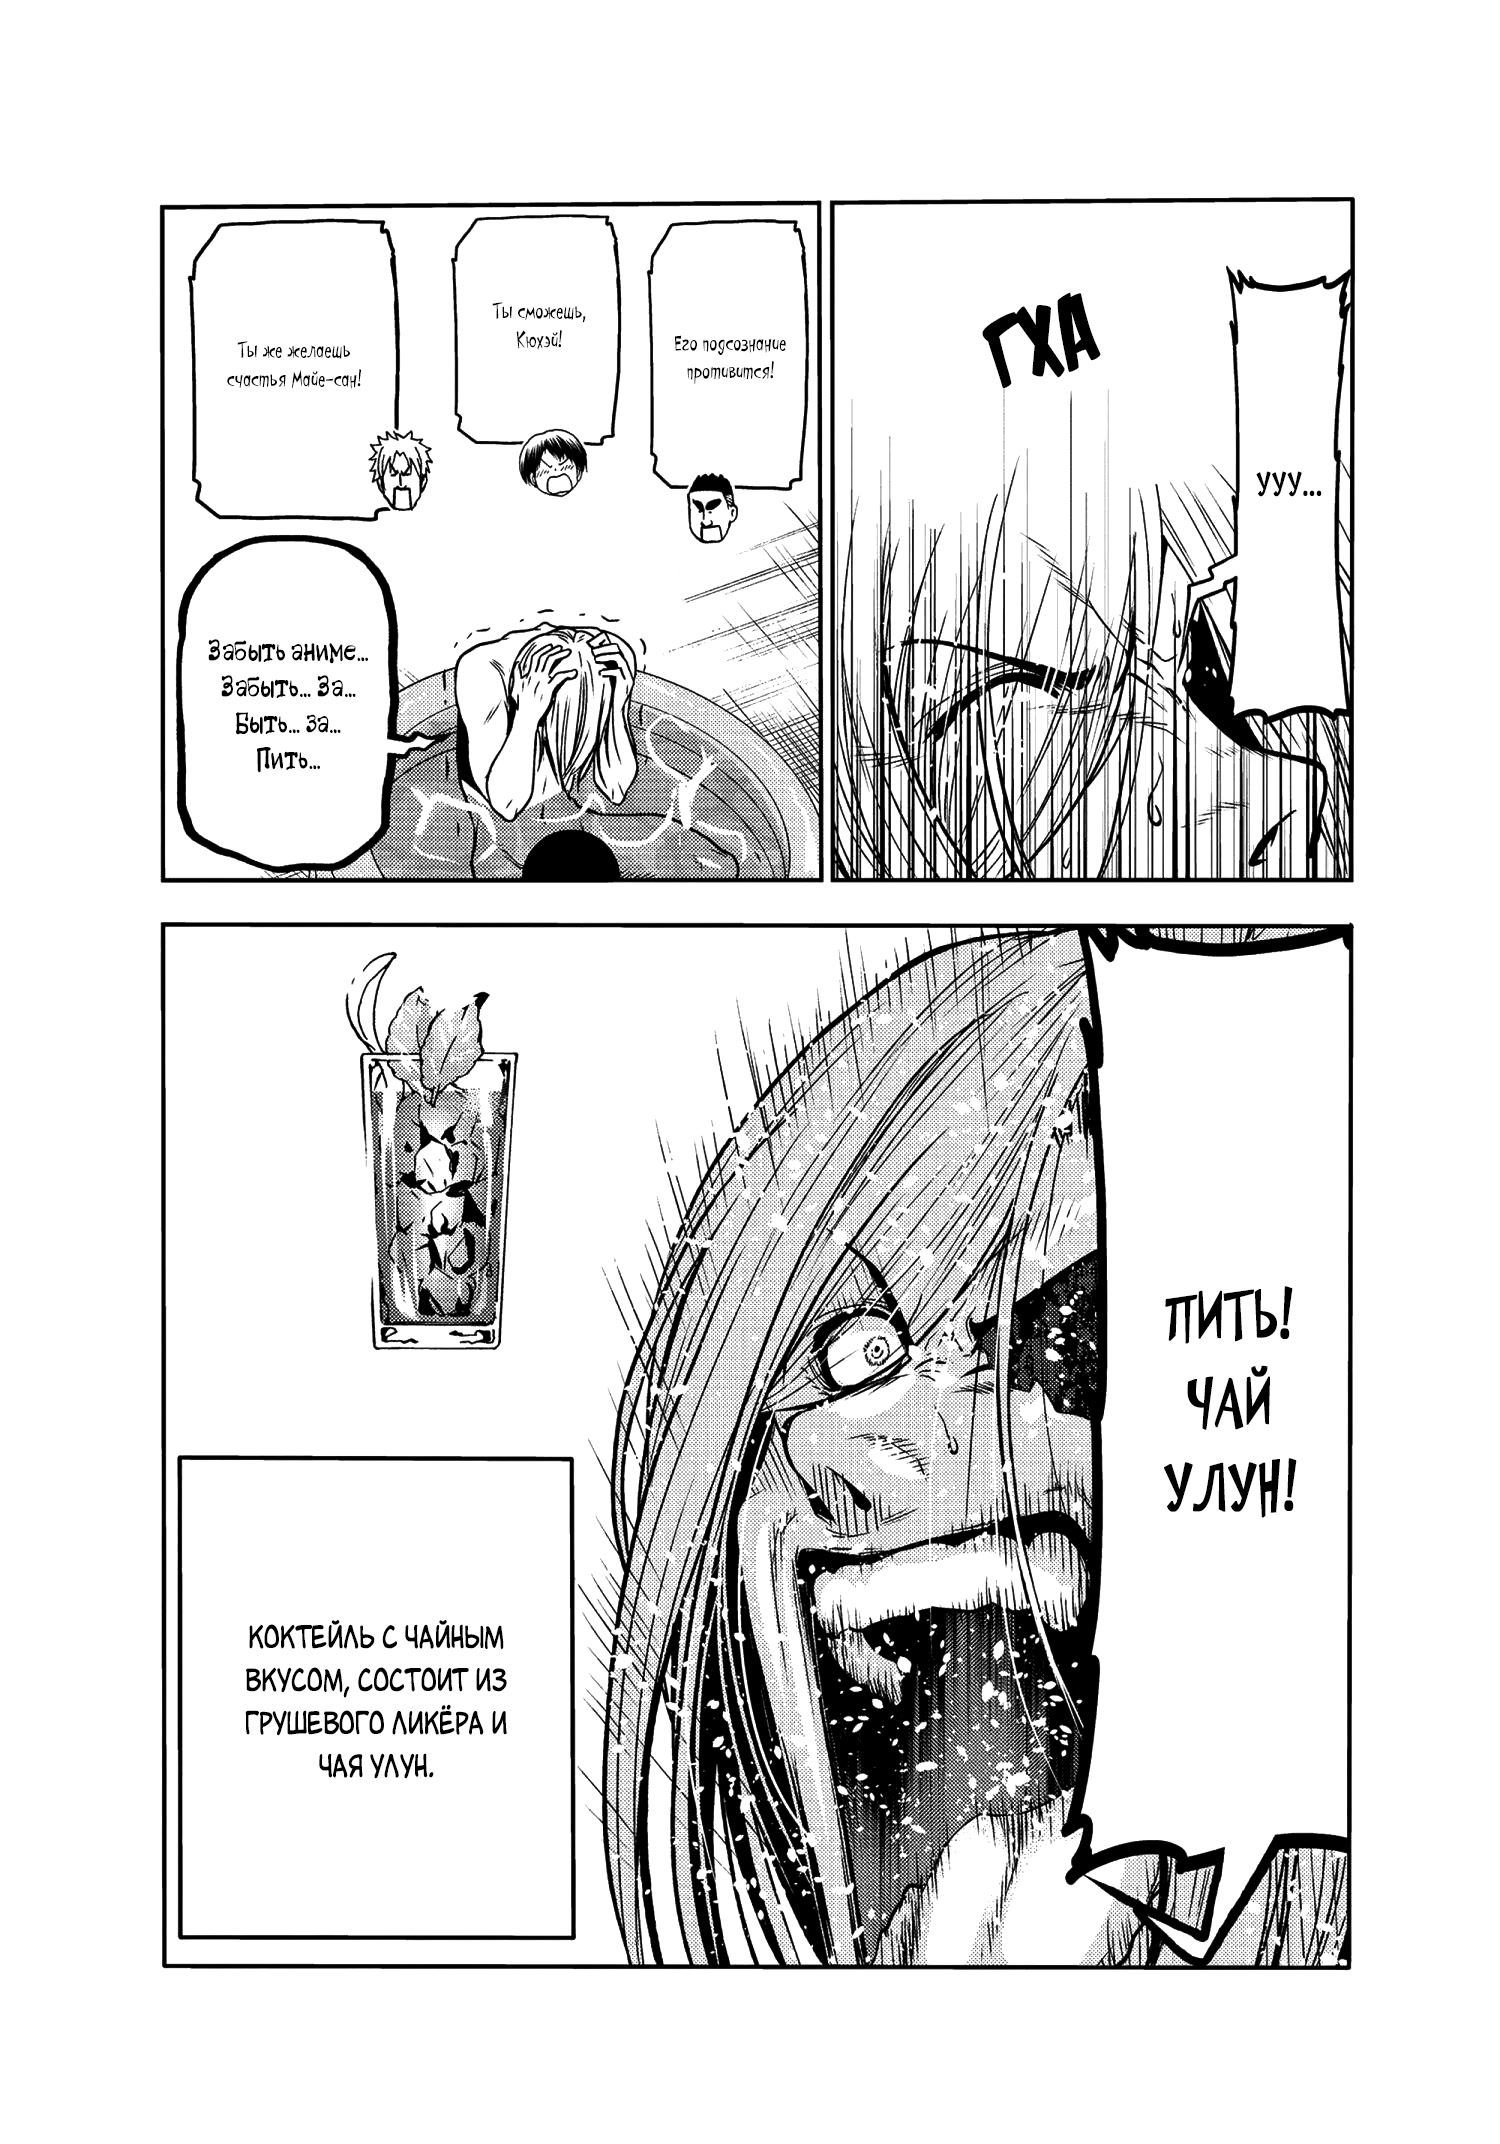 УУУ...
ГХА
Его подсознание
противится!
Ты сможешь,
Кюхэй!
Ты же желаешь
счастья Майе-сан!
Забыть аниме...
Забыть... За...
Быть... за...
Пить...
ПИТЬ!
ЧАЙ
УЛУН!
КОКТЕЙЛЬ С ЧАЙНЫМ
ВКУСОМ, СОСТОИТ ИЗ
ГРУШЕВОГО ЛИКЁРА И
ЧАЯ УЛУН.